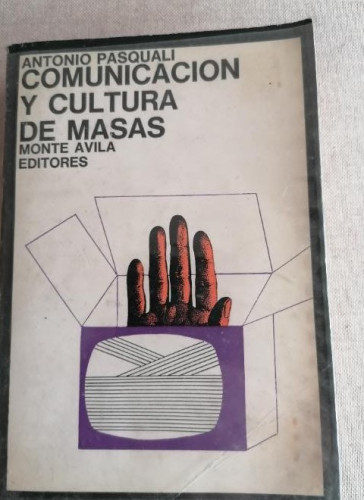 ANTONIO PASQUALI
COMUNICACION
Y CULTURA
DE MASAS
MONTE AVILA
EDITORES